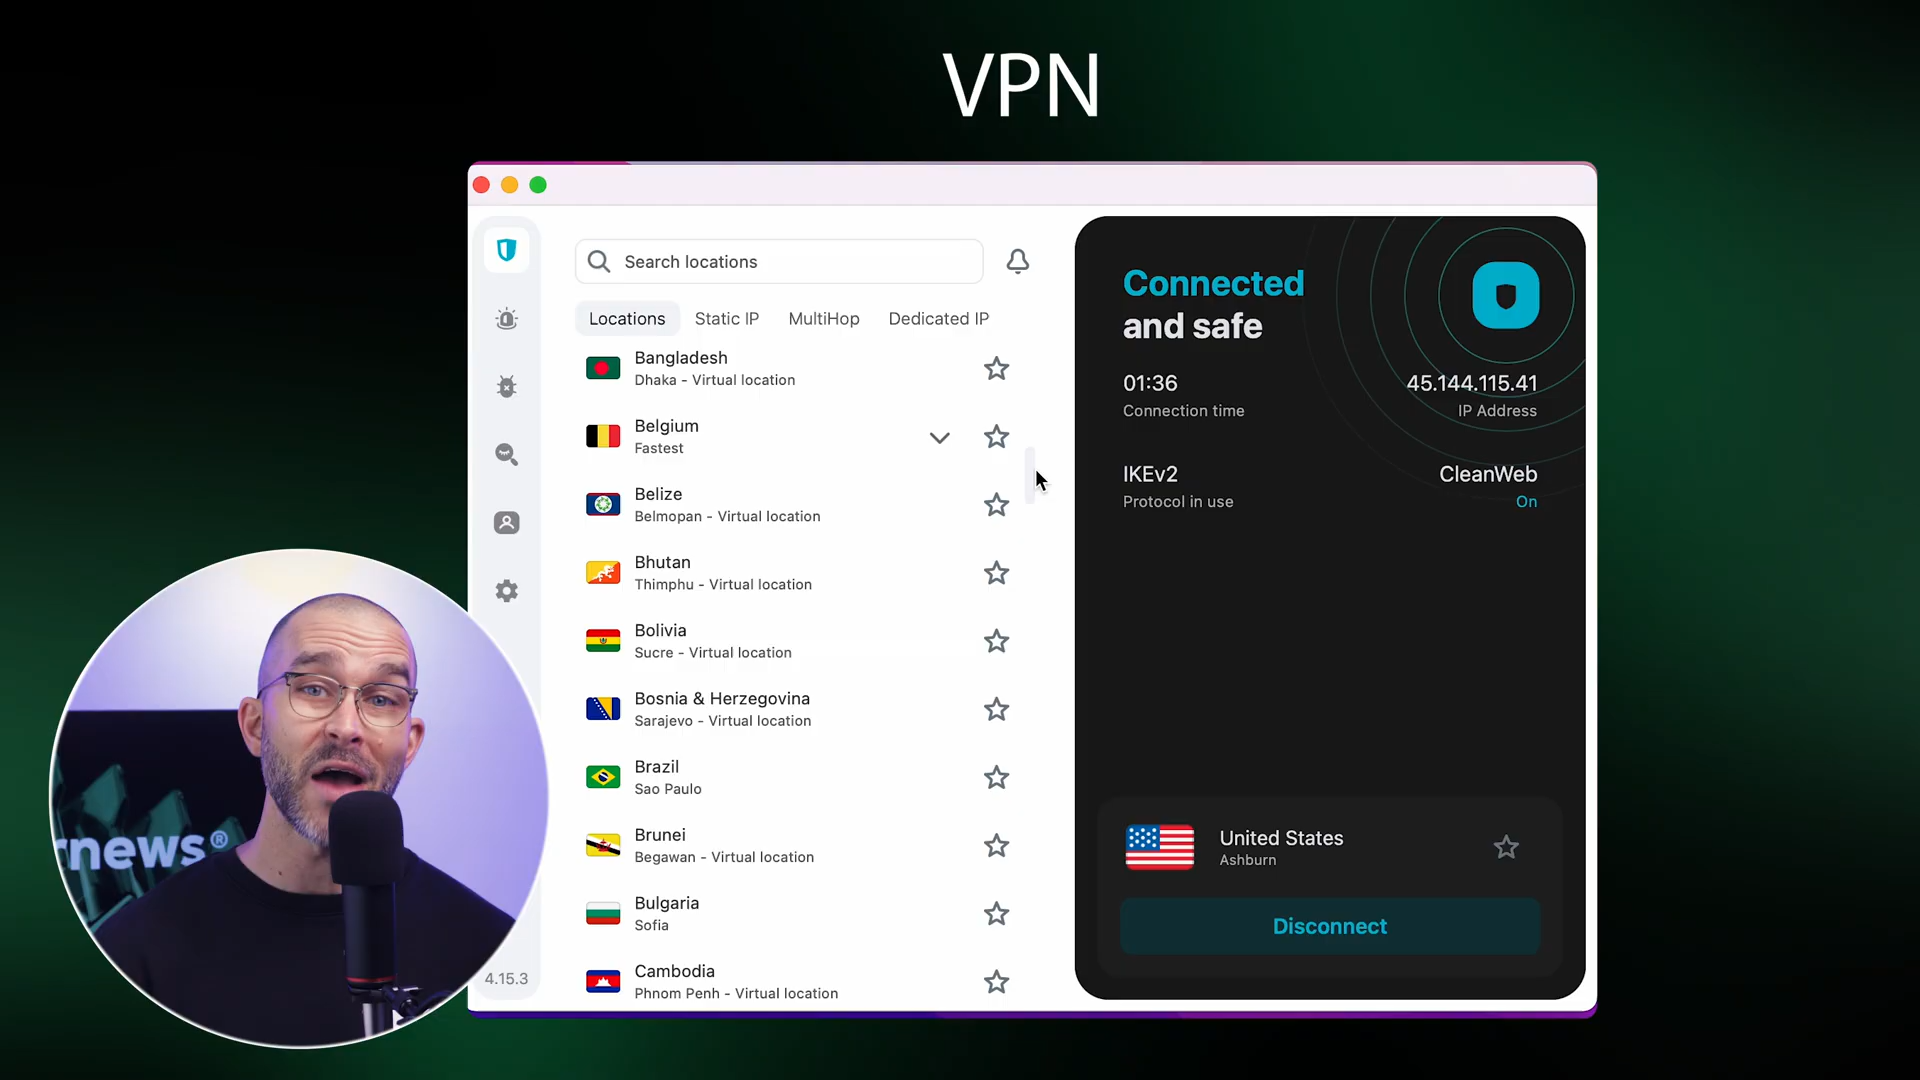 VPN
Search locations
Locations
Static IP
MultiHop
Dedicated IP
Bangladesh
Dhaka - Virtual location
Belgium
Fastest
Belize
Belmopan - Virtual location
Bhutan
Thimphu - Virtual location
Bolivia
Sucre - Virtual location
Bosnia & Herzegovina
Sarajevo - Virtual location
Brazil
Sao Paulo
Brunei
Begawan - Virtual location
Bulgaria
Sofia
Cambodia
Phnom Penh - Virtual location
4.15.3
Connected
and safe
01:36
Connection time
45.144.115.41
IP Address
IKEv2
Protocol in use
CleanWeb
On
United States
Ashburn
Disconnect
rnews®